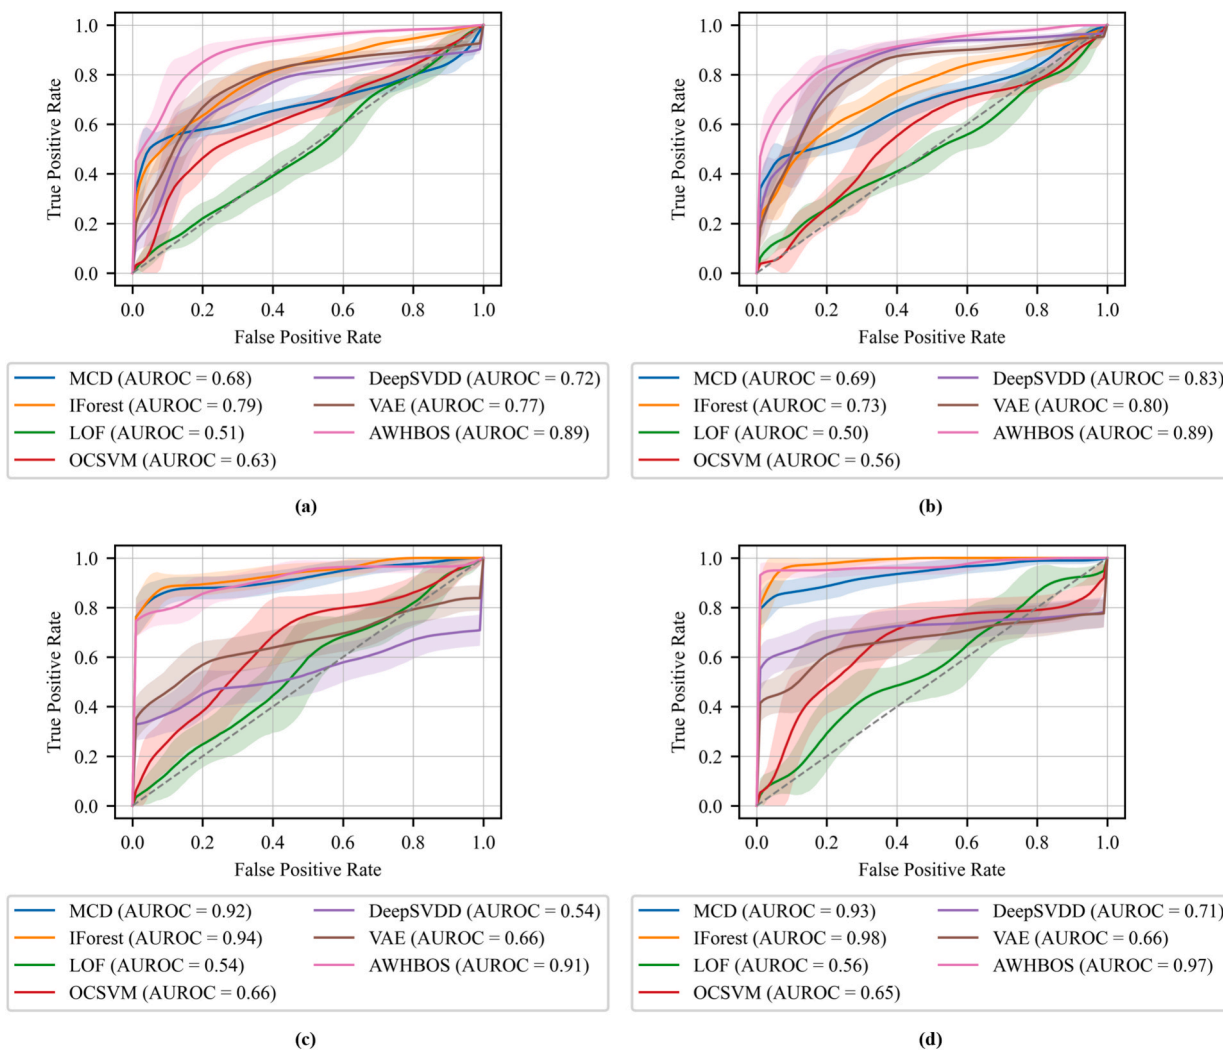 1.0
0.8
0.6
0.4
0.2
0.0
True Positive Rate
0.0 0.2 0.4 0.6 0.8 1.0
False Positive Rate
MCD (AUROC = 0.68) DeepSVDD (AUROC = 0.72)
IForest (AUROC = 0.79) VAE (AUROC = 0.77)
LOF (AUROC = 0.51) AWHBOS (AUROC = 0.89)
OCSVM (AUROC = 0.63)
(a)
1.0
0.8
0.6
0.4
0.2
0.0
True Positive Rate
0.0 0.2 0.4 0.6 0.8 1.0
False Positive Rate
MCD (AUROC = 0.69) DeepSVDD (AUROC = 0.83)
IForest (AUROC = 0.73) VAE (AUROC = 0.80)
LOF (AUROC = 0.50) AWHBOS (AUROC = 0.89)
OCSVM (AUROC = 0.56)
(b)
1.0
0.8
0.6
0.4
0.2
0.0
True Positive Rate
0.0 0.2 0.4 0.6 0.8 1.0
False Positive Rate
MCD (AUROC = 0.92) DeepSVDD (AUROC = 0.54)
IForest (AUROC = 0.94) VAE (AUROC = 0.66)
LOF (AUROC = 0.54) AWHBOS (AUROC = 0.91)
OCSVM (AUROC = 0.66)
(c)
1.0
0.8
0.6
0.4
0.2
0.0
True Positive Rate
0.0 0.2 0.4 0.6 0.8 1.0
False Positive Rate
MCD (AUROC = 0.93) DeepSVDD (AUROC = 0.71)
IForest (AUROC = 0.98) VAE (AUROC = 0.66)
LOF (AUROC = 0.56) AWHBOS (AUROC = 0.97)
OCSVM (AUROC = 0.65)
(d)